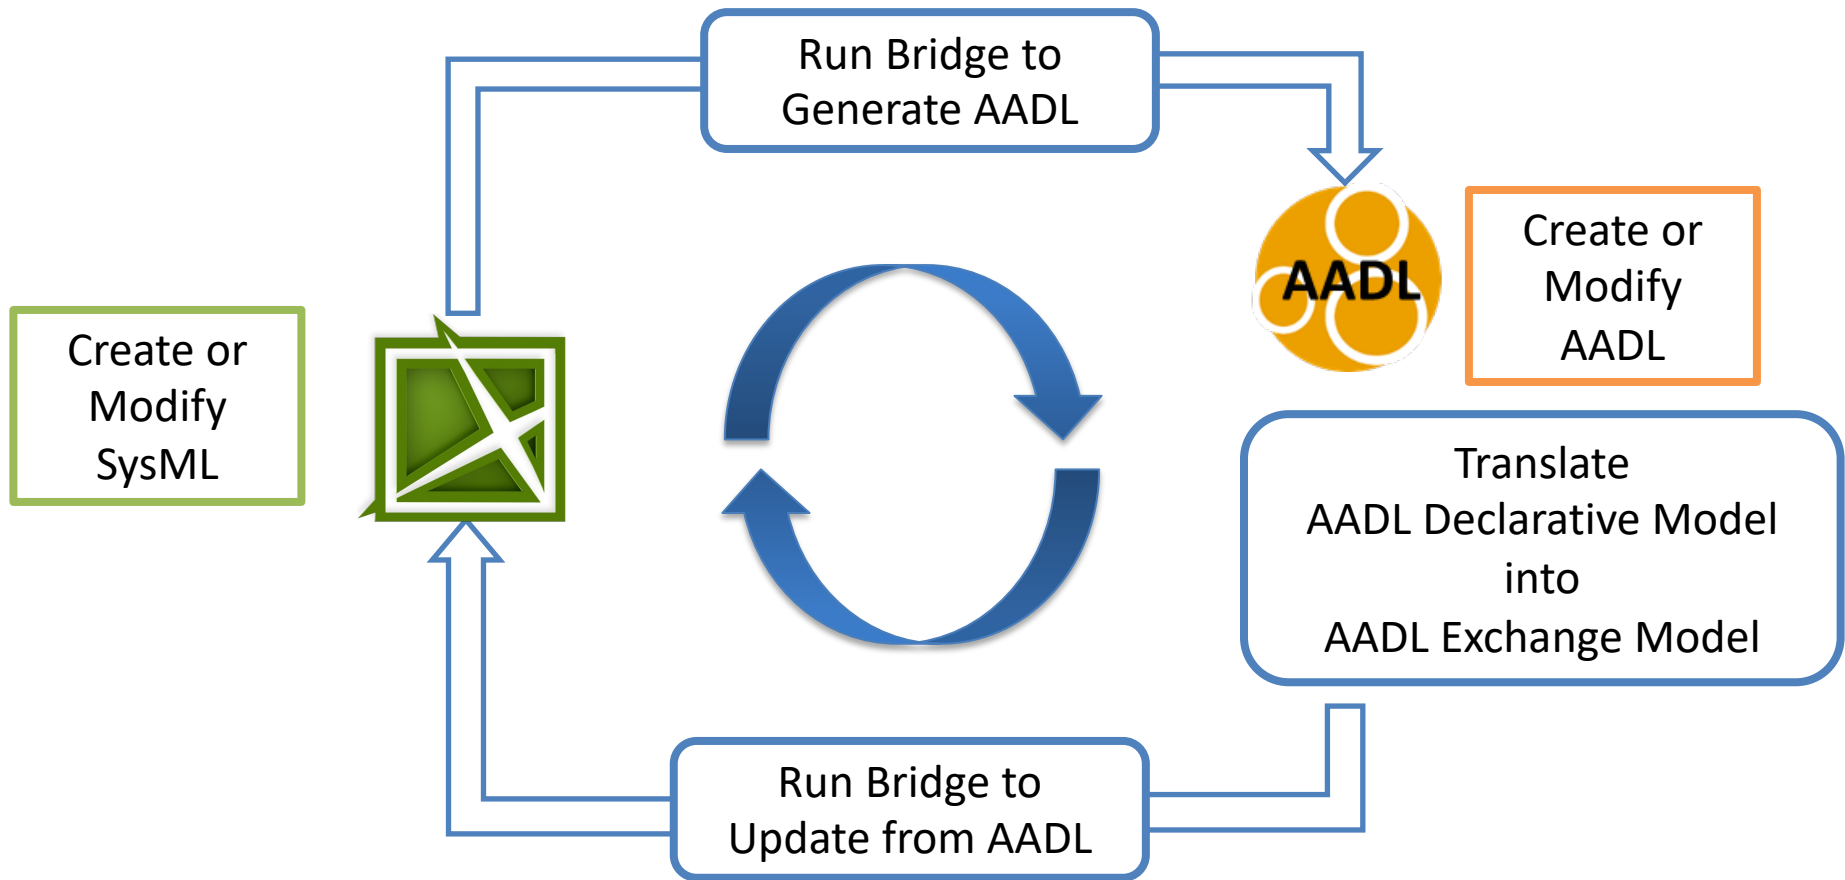 Run Bridge to
Generate AADL
AADL
Create or
Modify
AADL
Create or
Modify
SysML
Translate
AADL Declarative Model
into
AADL Exchange Model
Run Bridge to
Update from AADL